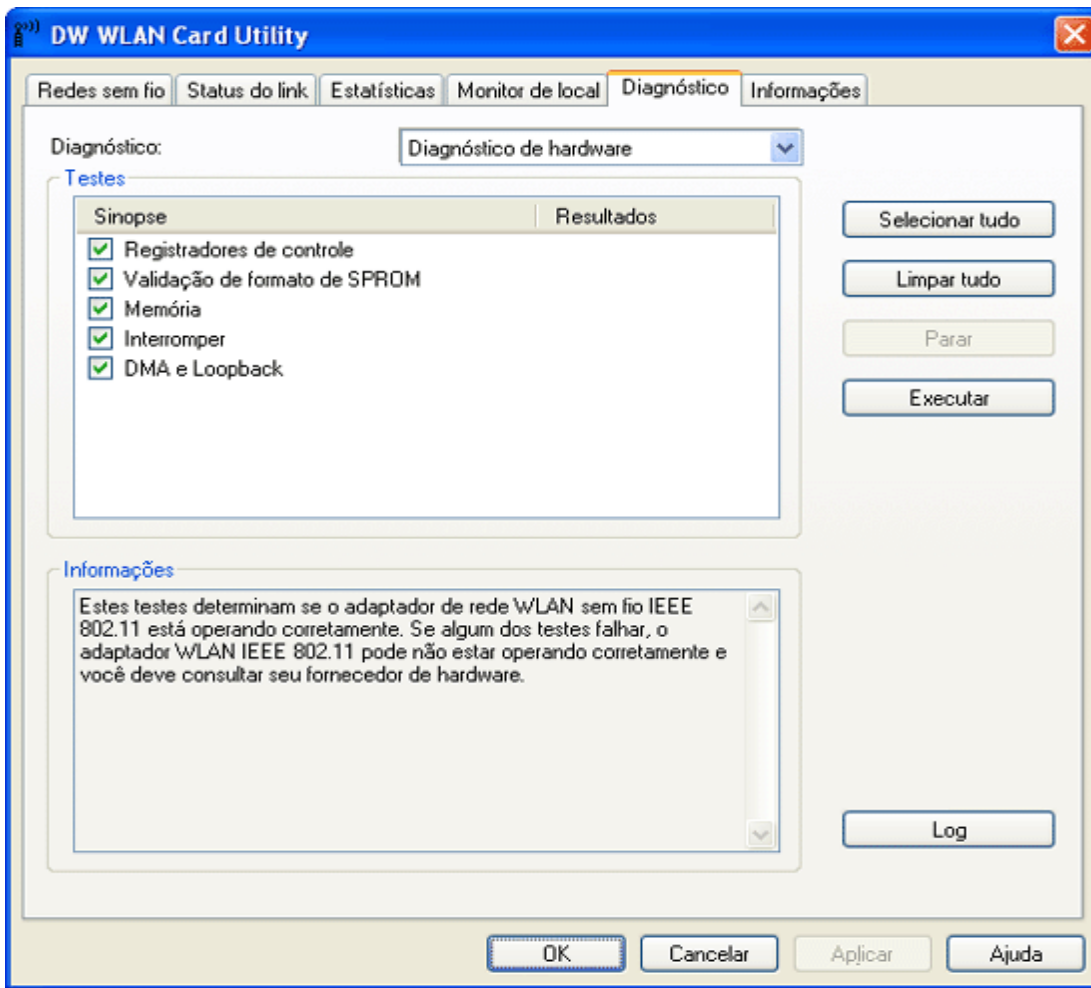 DW WLAN Card Utility
Redes sem fio Status do link Estatísticas Monitor de local Diagnóstico Informações
Diagnóstico: Diagnóstico de hardware
Testes
Sinopse Resultados
Registradores de controle
Validação de formato de SPROM
Memória
Interromper
DMA e Loopback
Selecionar tudo
Limpar tudo
Parar
Executar
Informações
Estes testes determinam se o adaptador de rede WLAN sem fio IEEE
802.11 está operando corretamente. Se algum dos testes falhar, o
adaptador WLAN IEEE 802.11 pode não estar operando corretamente e
você deve consultar seu fornecedor de hardware.
Log
OK Cancelar Aplicar Ajuda